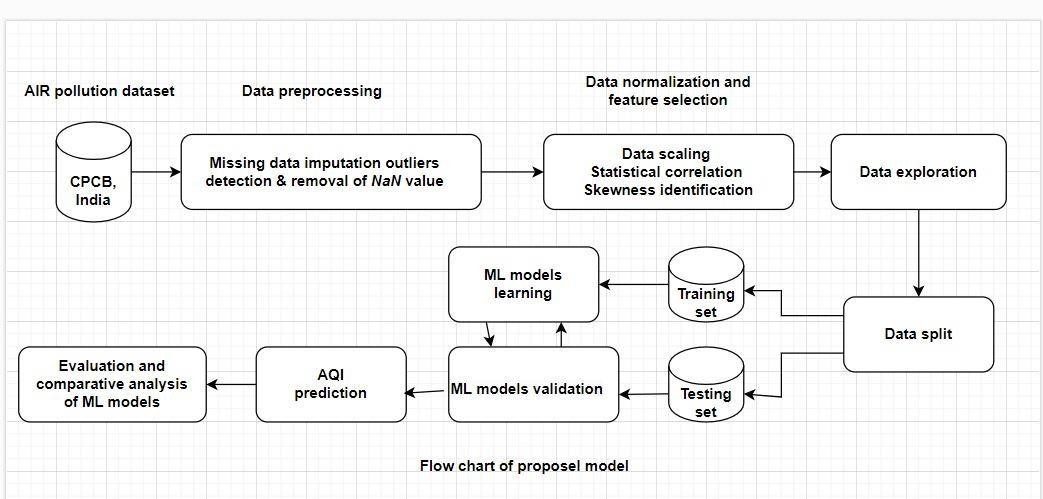 AIR pollution dataset
Data preprocessing
Data normalization and
feature selection
CPCB,
India
Missing data imputation outliers
detection & removal of NaN value
Data scaling
Statistical correlation
Skewness identification
Data exploration
ML models
learning
Training
set
Data split
Evaluation and
comparative analysis
of ML models
AQI
prediction
ML models validation
Testing
set
Flow chart of proposel model